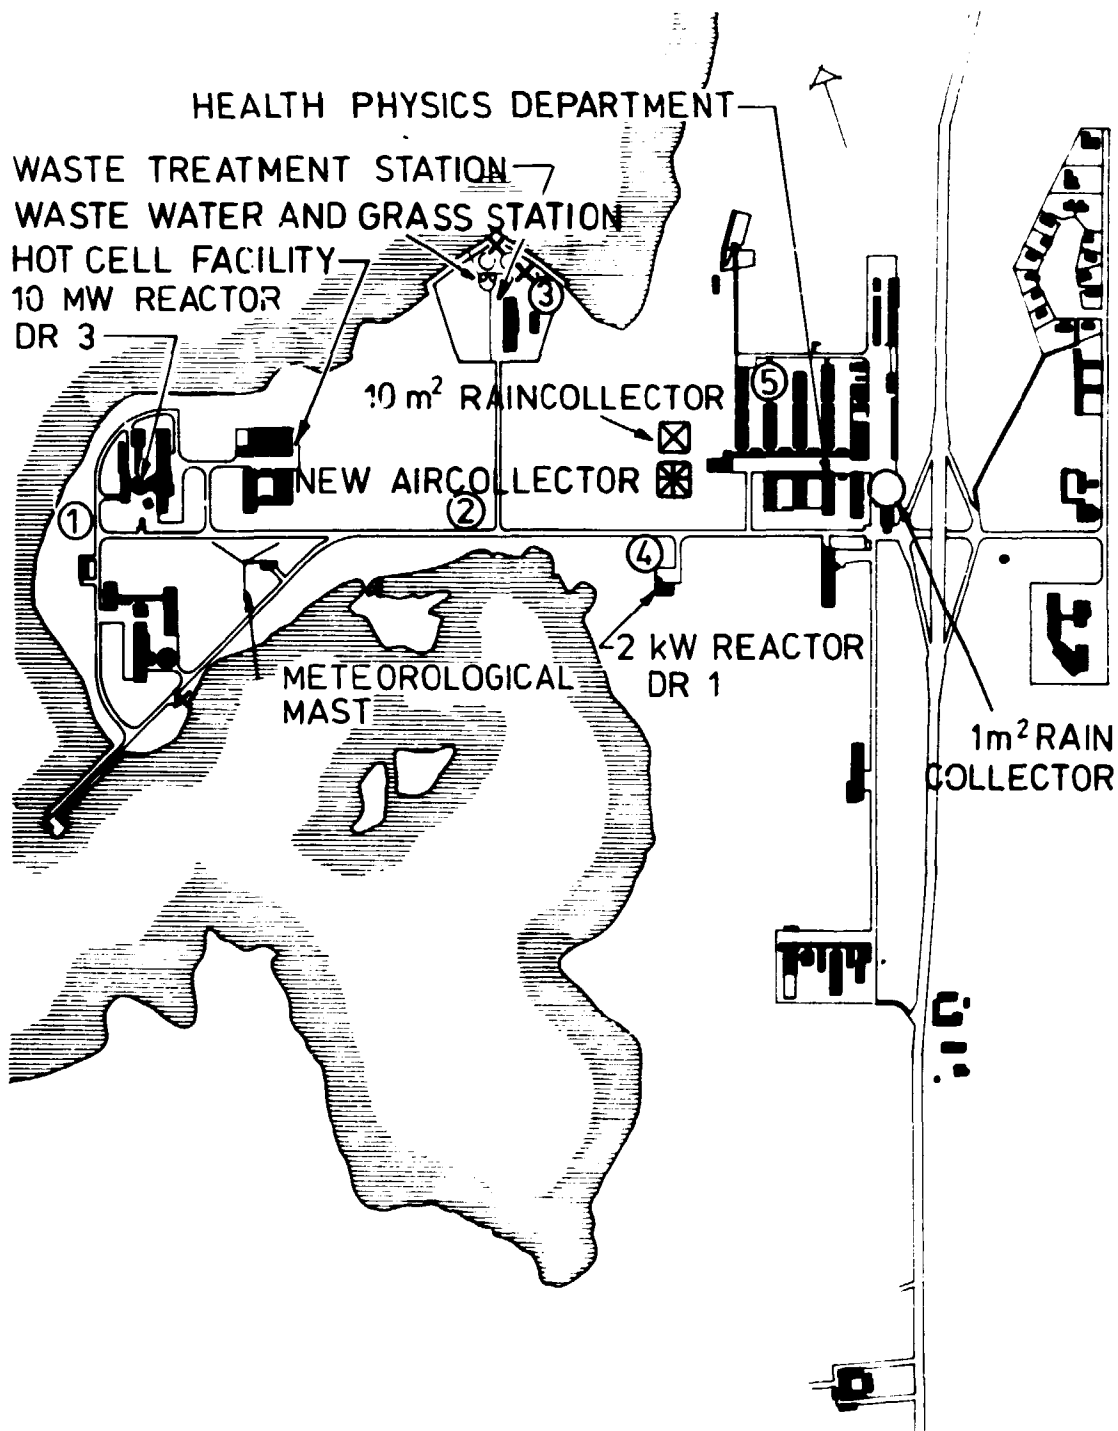 HEALTH PHYSICS DEPARTMENT
WASTE TREATMENT STATION
WASTE WATER AND GRASS STATION
HOT CELL FACILITY
10 MW REACTOR
DR 3
3
5
10 m² RAINCOLLECTOR
NEW AIRCOLLECTOR
2
1
4
2 kW REACTOR
DR 1
METEOROLOGICAL
MAST
1m² RAIN
COLLECTOR